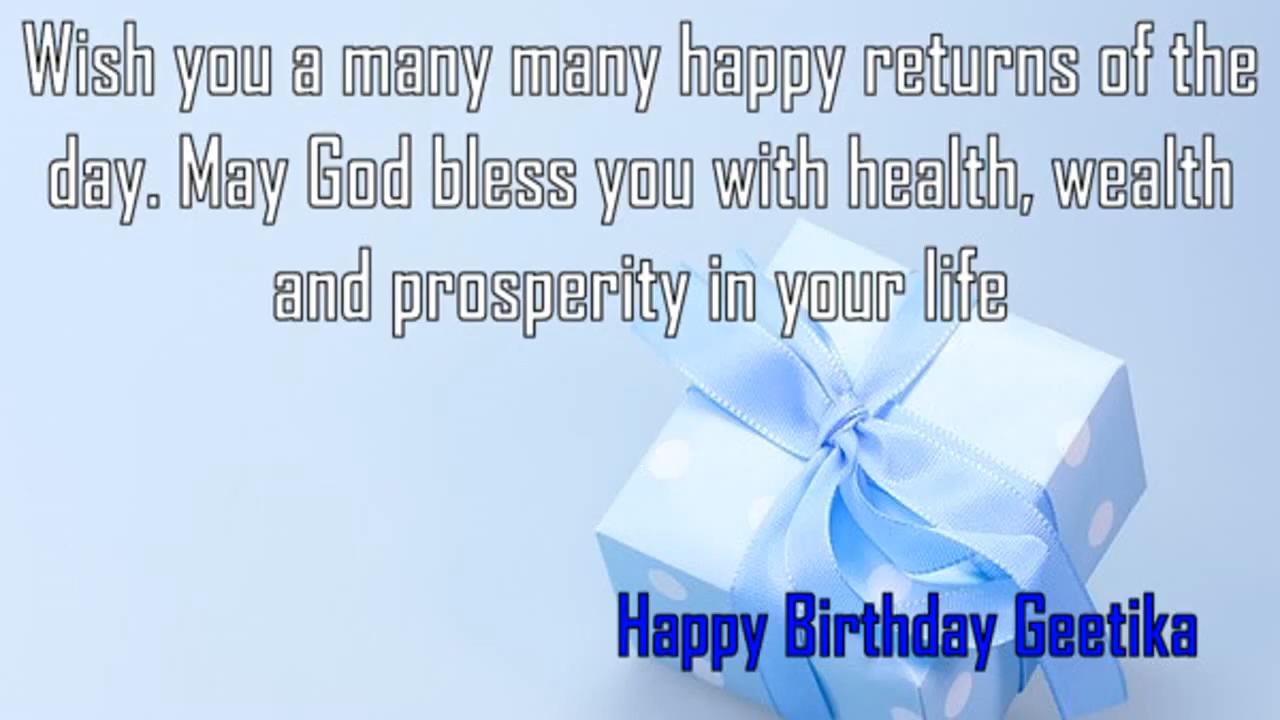 Wish you a many many happy returns of the
day. May God bless you with health, wealth
and prosperity in your life
Happy Birthday Geetika